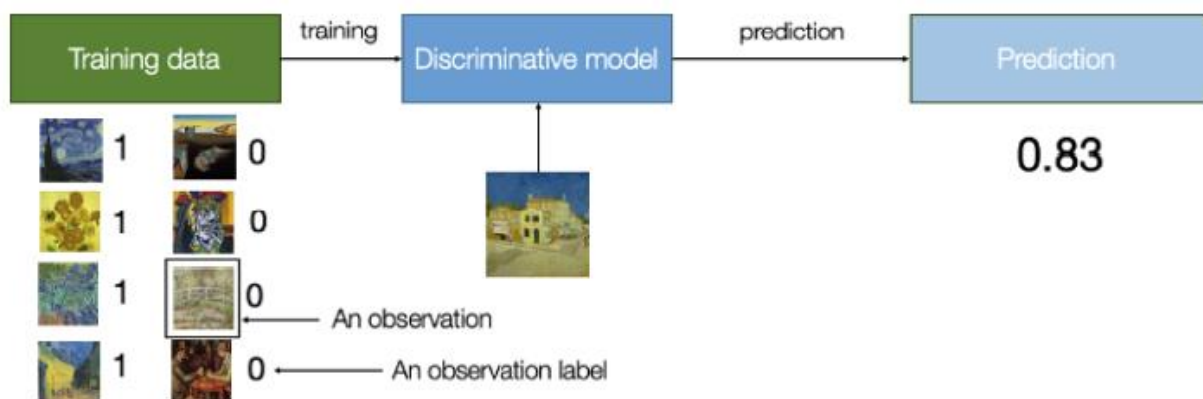 Training data
training
Discriminative model
prediction
Prediction
1 0
1 0
1 0
An observation
1 0
An observation label
0.83